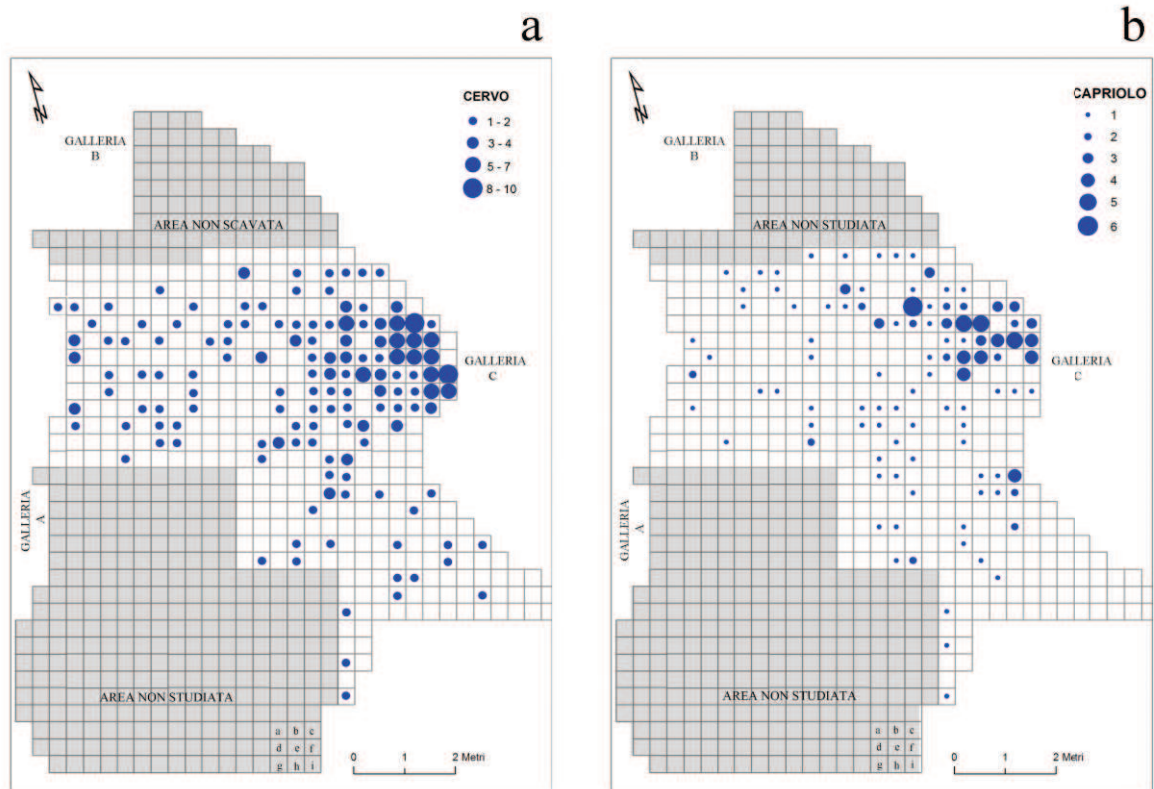 a
CERVO
1 - 2
3 - 4
5 - 7
8 - 10
N
GALLERIA
B
AREA NON SCAVATA
GALLERIA
C
GALLERIA
A
AREA NON STUDIATA
a b c
d e f
g h i
0 1 2 Metri
b
CAPRIOLO
1
2
3
4
5
6
N
GALLERIA
B
AREA NON STUDIATA
GALLERIA
C
GALLERIA
A
AREA NON STUDIATA
a b c
d e f
g h i
0 1 2 Metri